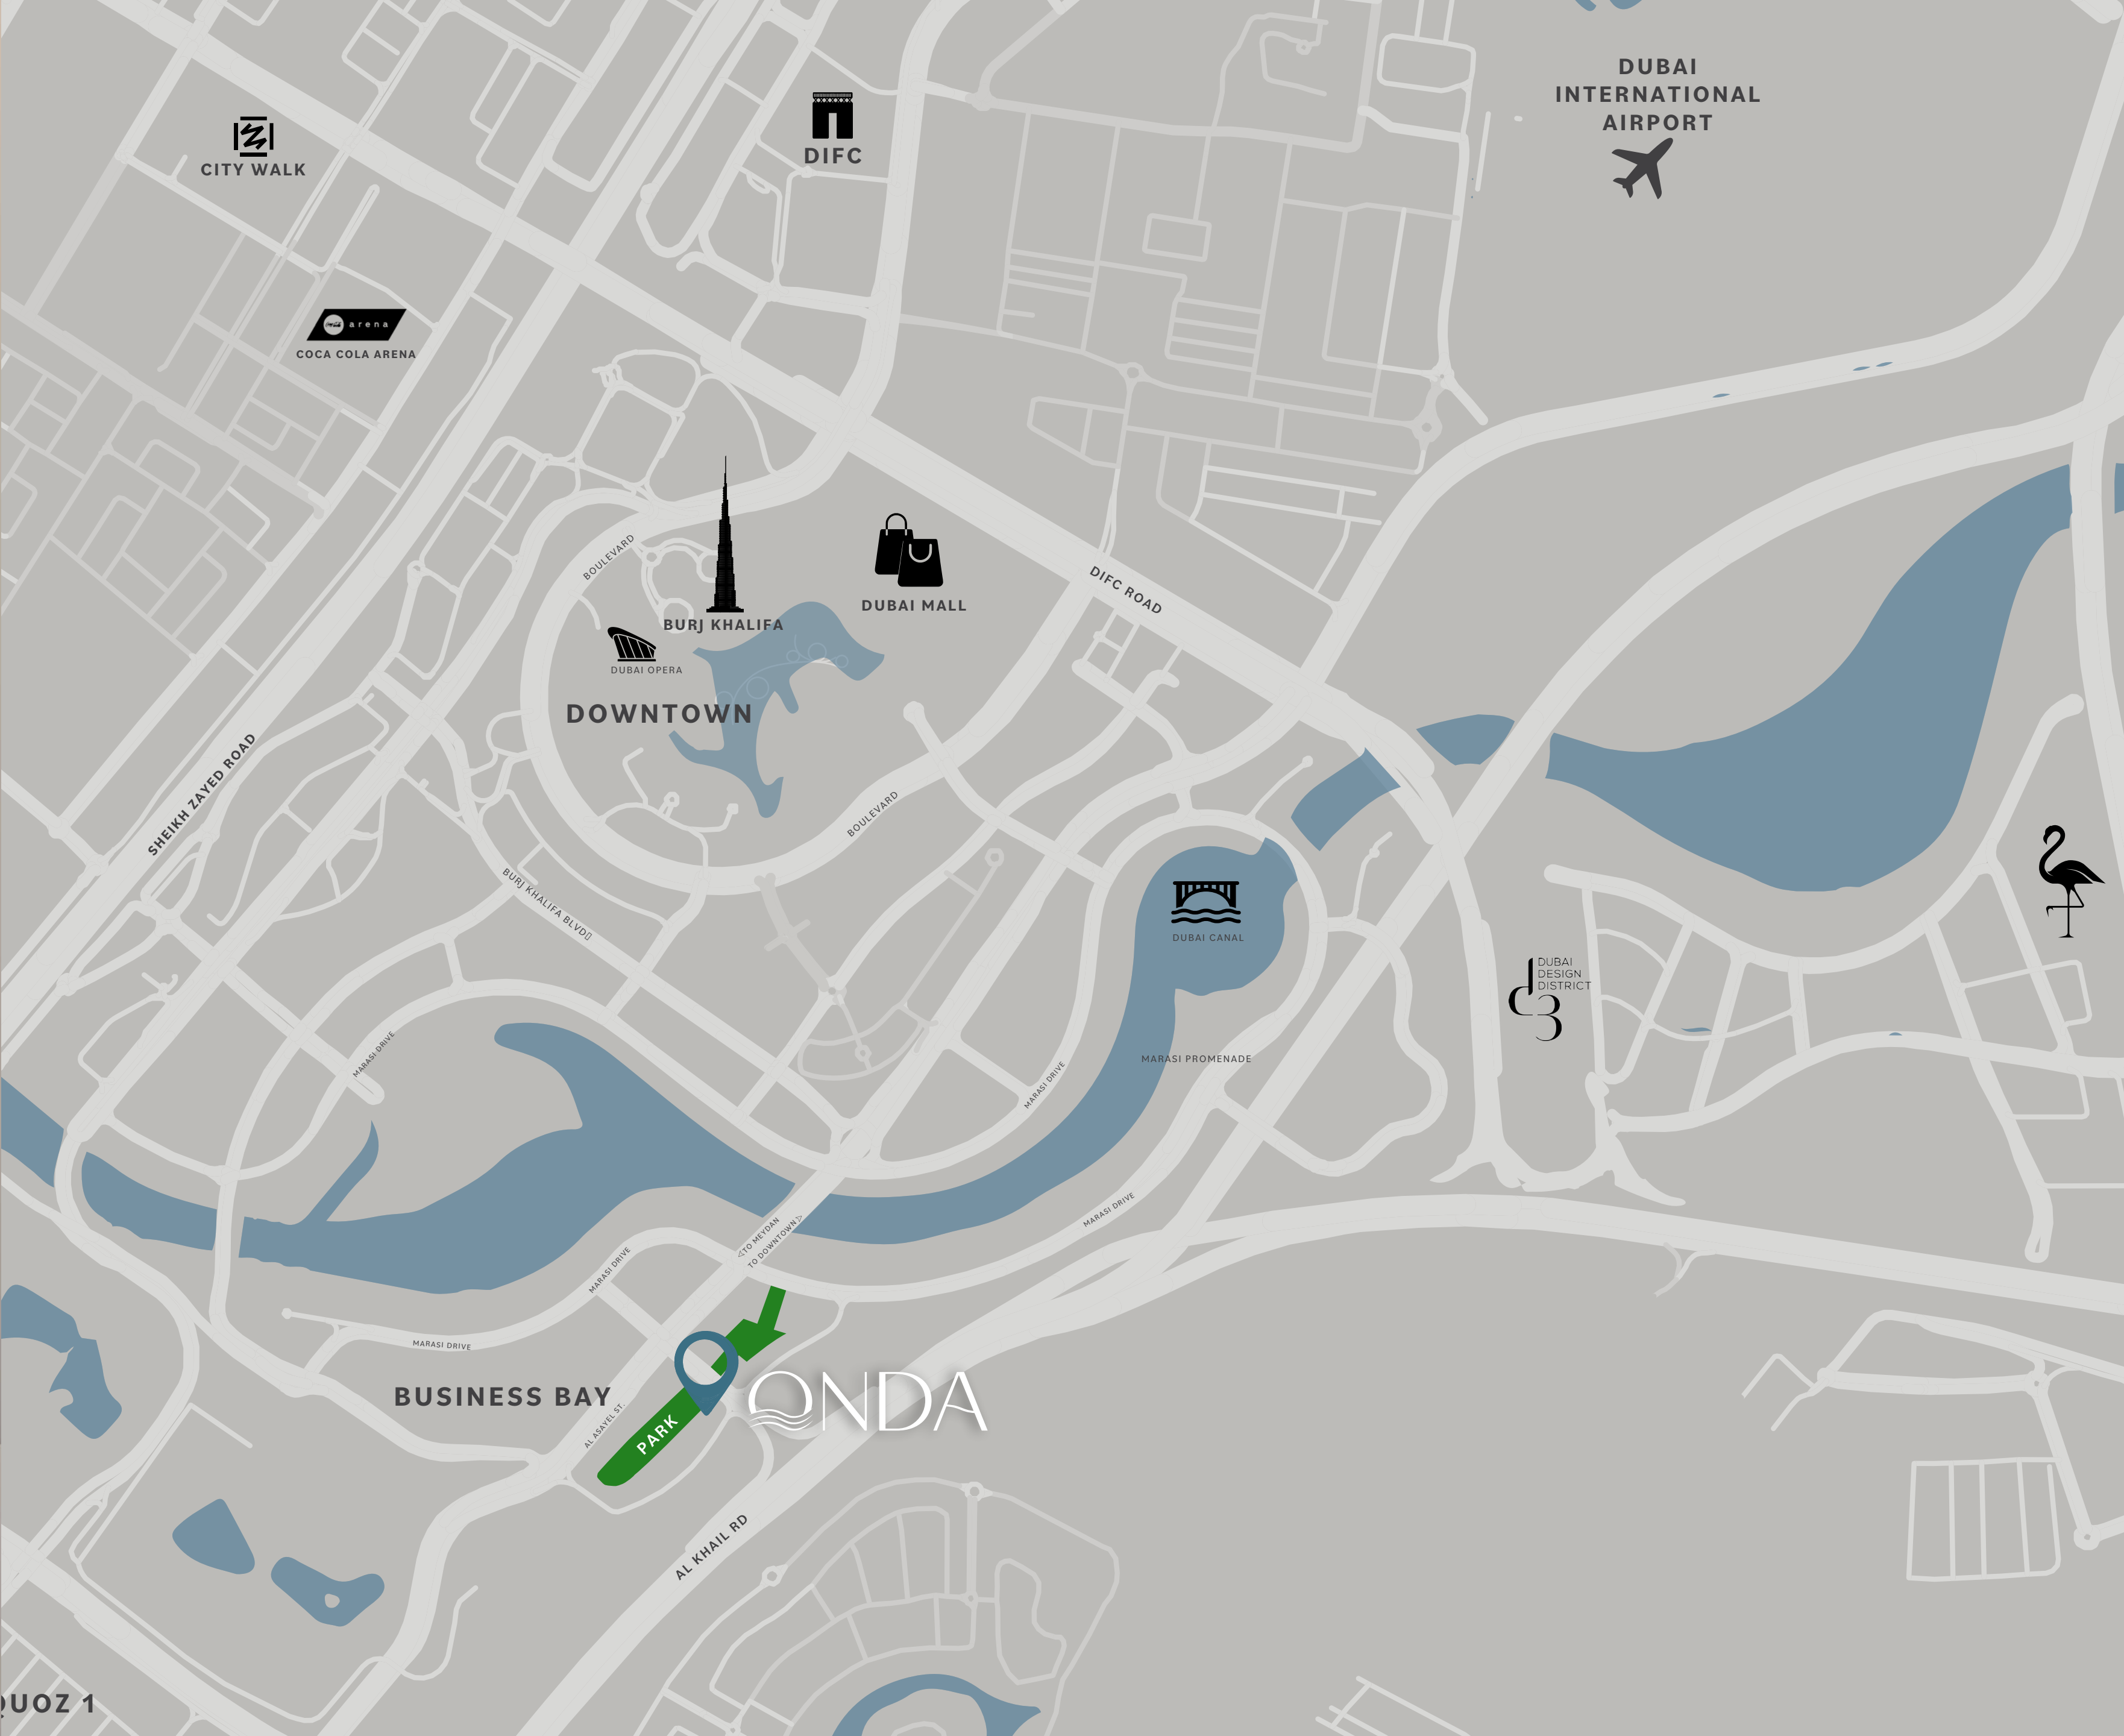 DUBAI
INTERNATIONAL
AIRPORT
DIFC
CITY WALK
arena
COCA COLA ARENA
BOULEVARD
DUBAI MALL
BURJ KHALIFA
DUBAI OPERA
DIFC ROAD
DOWNTOWN
SHEIKH ZAYED ROAD
BOULEVARD
BURJ KHALIFA BLVD
DUBAI CANAL
DUBAI
DESIGN
DISTRICT
d3
MARASI DRIVE
MARASI PROMENADE
MARASI DRIVE
MARASI DRIVE
TO MEYDAN
TO DOWNTOWN
MARASI DRIVE
MARASI DRIVE
BUSINESS BAY
AL ASAYEL ST.
PARK
ONDA
AL KHAIL RD
QUOZ 1